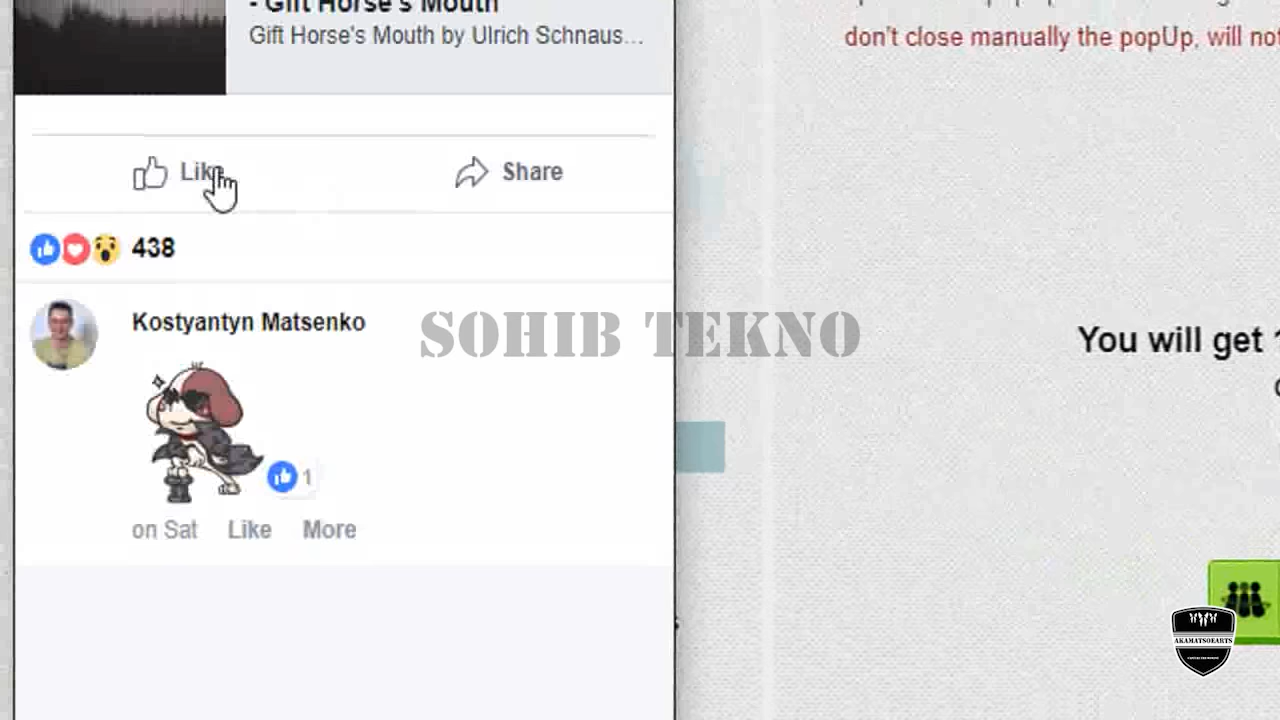 - Gift Horse's Mouth
Gift Horse's Mouth by Ulrich Schnaus...
don't close manually the popUp, will not
Like
Share
438
Kostyantyn Matsenko
SOHIB TEKNO
You will get
1
on Sat
Like
More
AKAMATSOEARTS